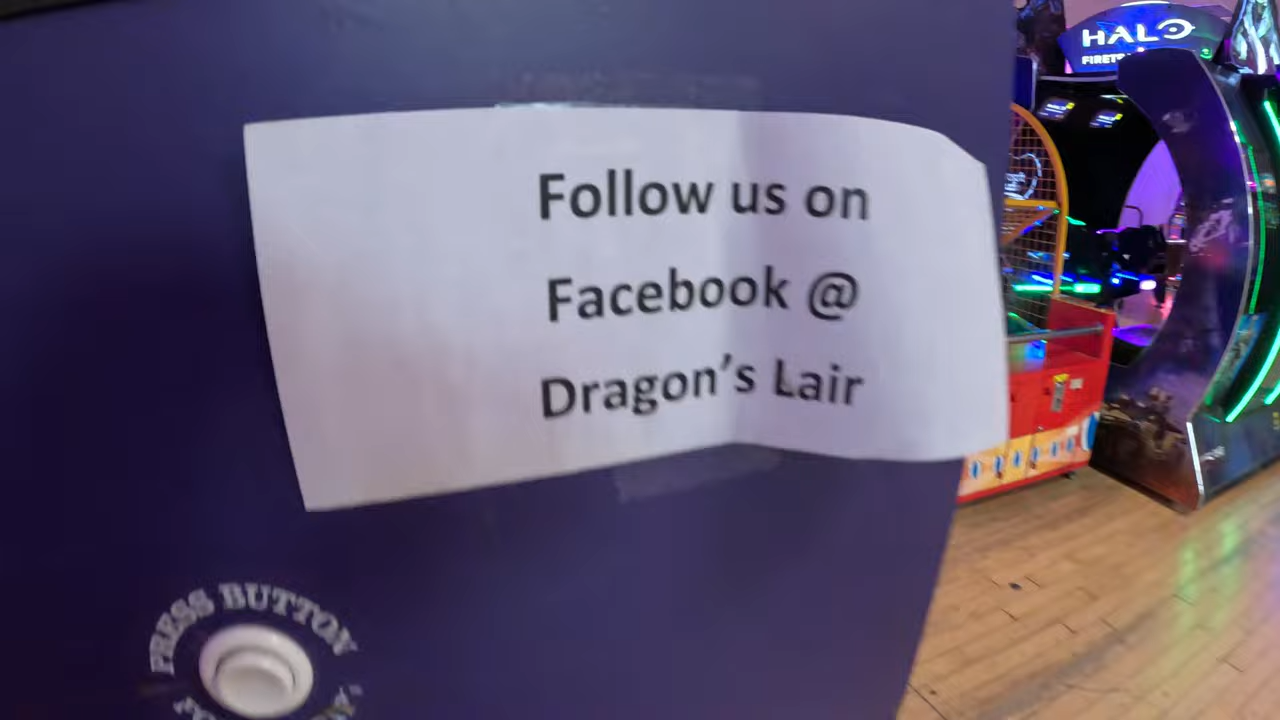 Follow us on
Facebook @
Dragon's Lair
PRESS BUTTON
HALO